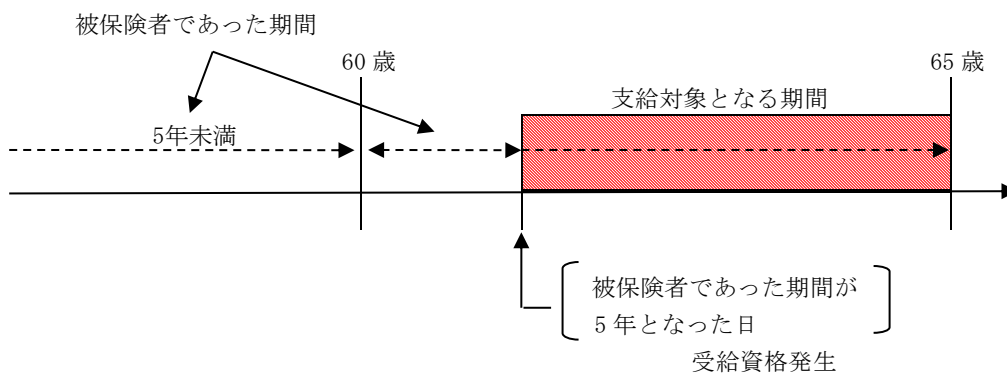 被保険者であった期間
60 歳
65 歳
支給対象となる期間
5年未満
被保険者であった期間が
5 年となった日
受給資格発生